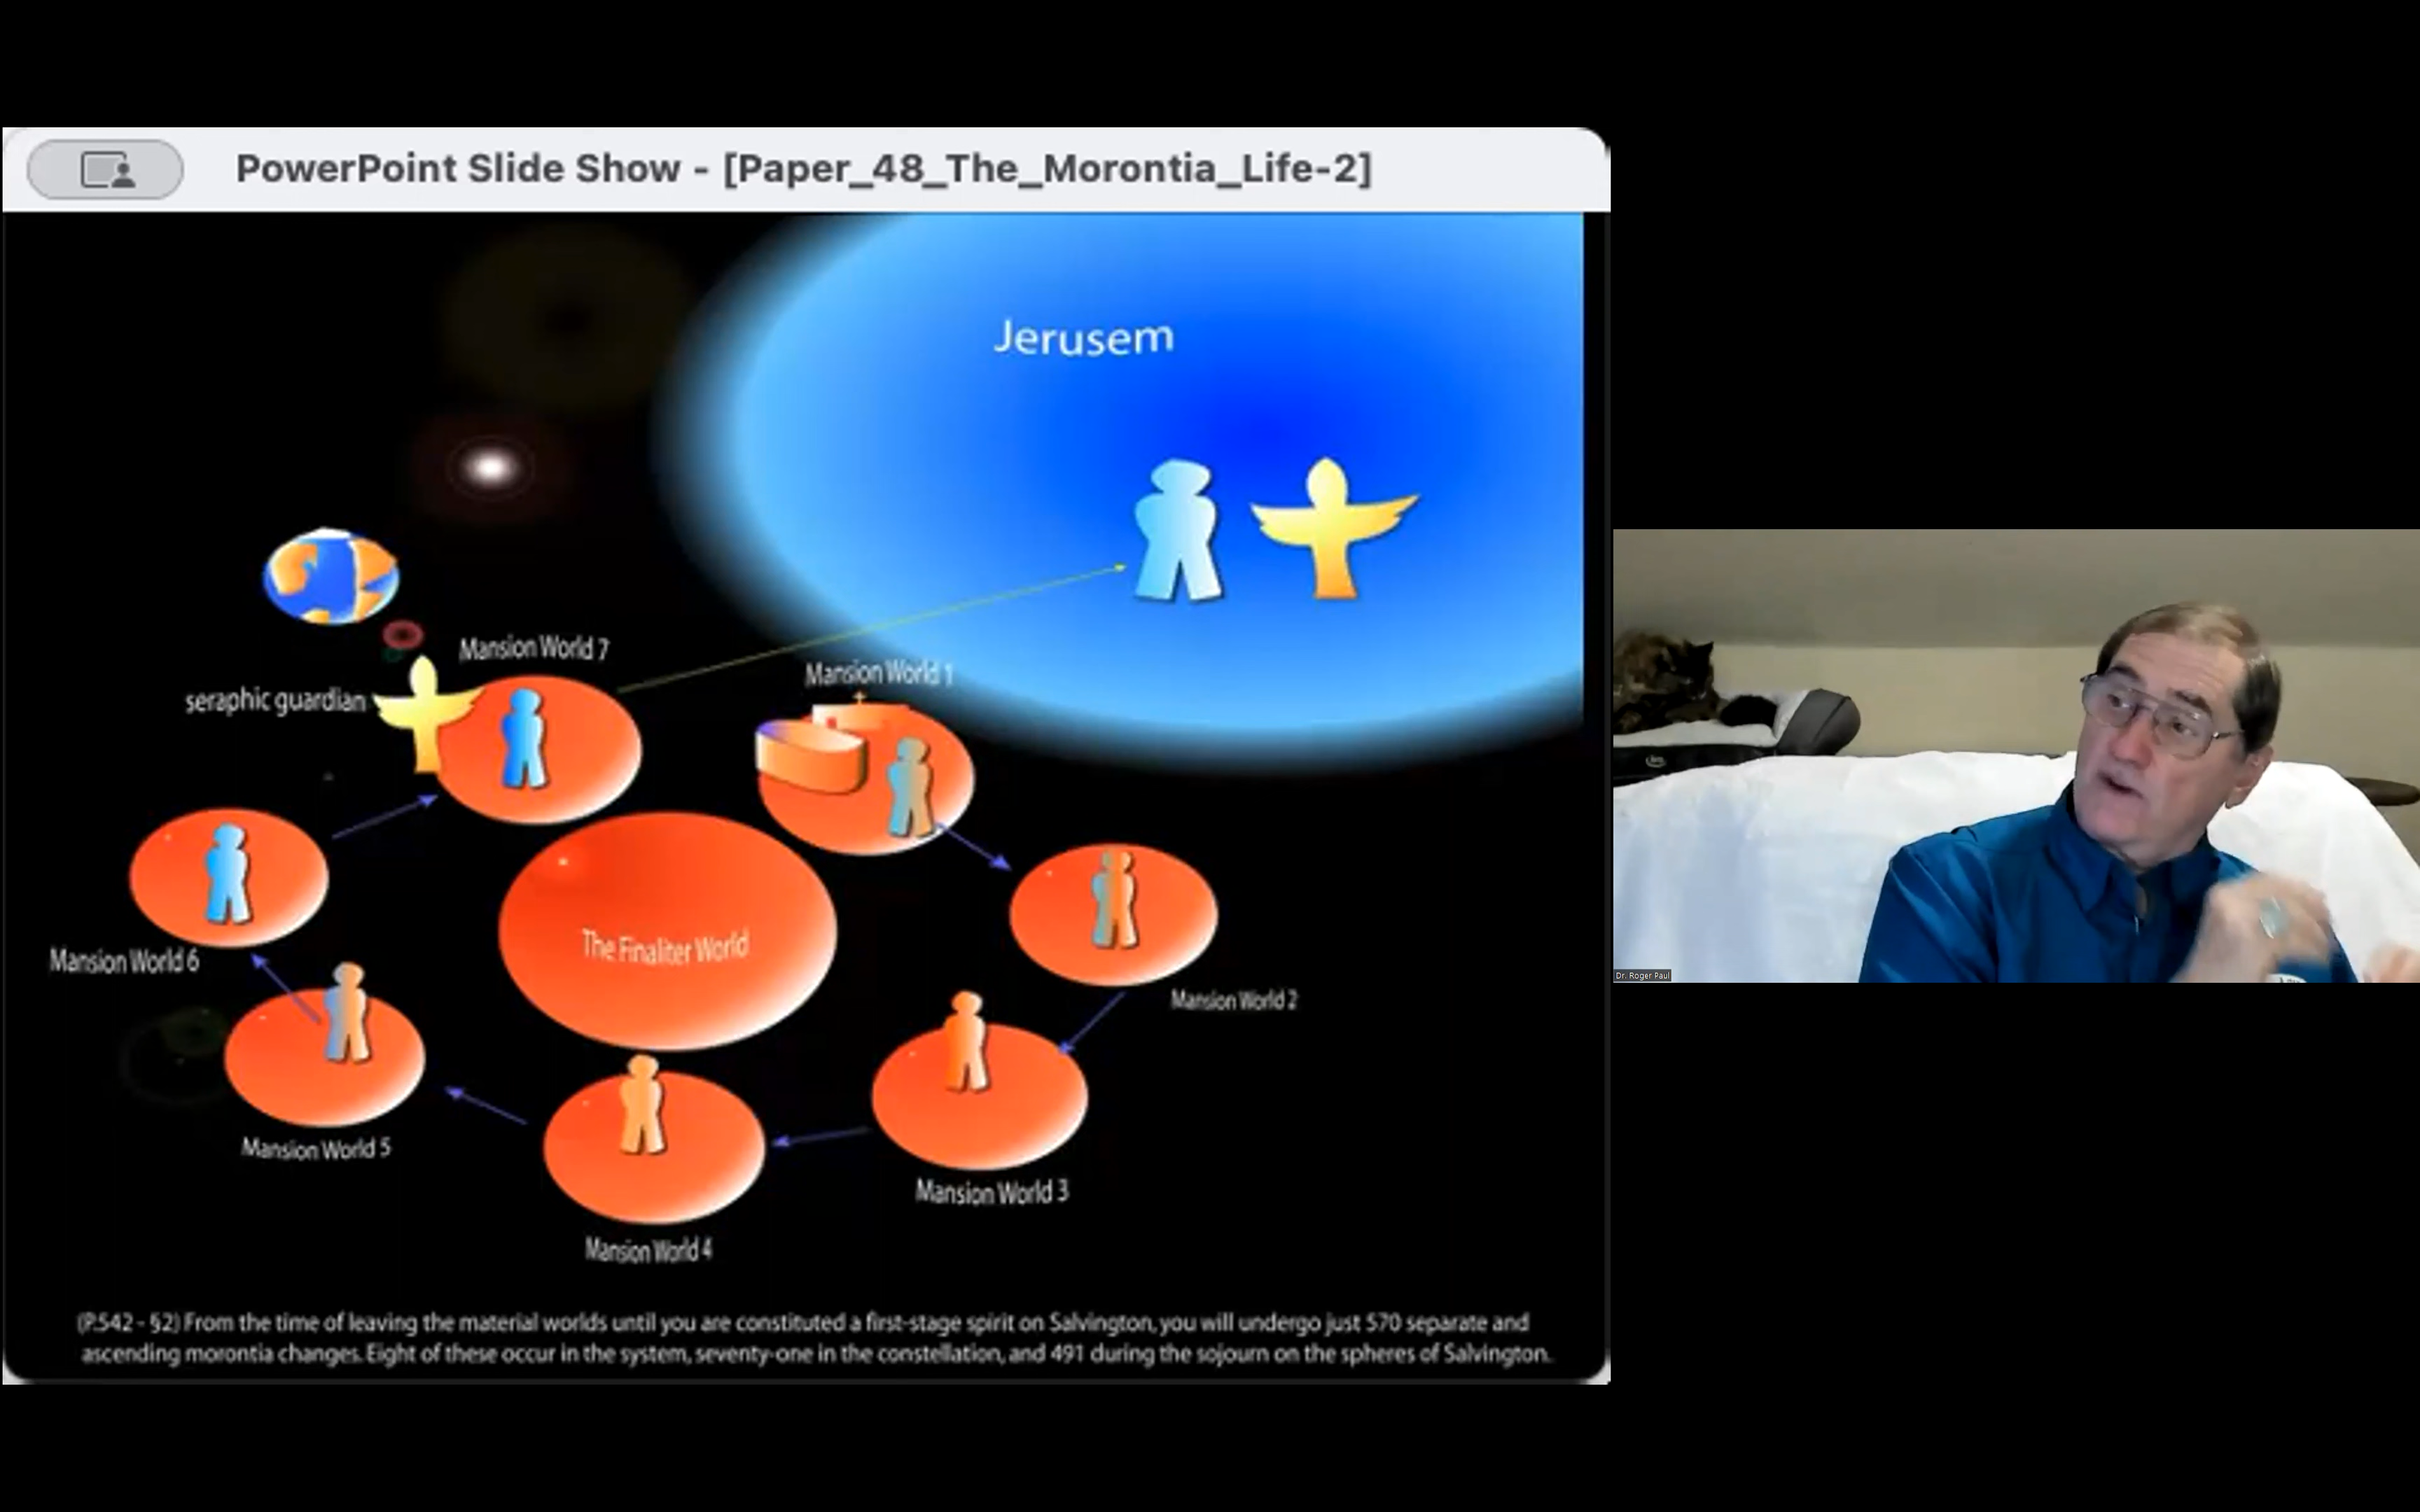 PowerPoint Slide Show - [Paper_48_The_Morontia_Life-2]
Jerusem
Mansion World 7
Mansion World 1
seraphic guardian
The Finaliter World
Mansion World 6
Mansion World 2
Mansion World 5
Mansion World 3
Mansion World 4
(P.542 - §2) From the time of leaving the material worlds until you are constituted a first-stage spirit on Salvington, you will undergo just 570 separate and
ascending morontia changes. Eight of these occur in the system, seventy-one in the constellation, and 491 during the sojourn on the spheres of Salvington.
Dr. Roger Paul